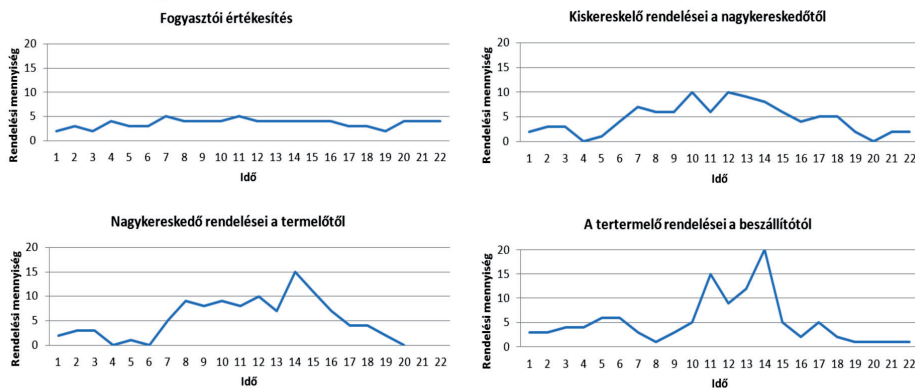 Fogyasztói értékesítés
Rendelési mennyiség
20
15
10
5
0
1 2 3 4 5 6 7 8 9 10 11 12 13 14 15 16 17 18 19 20 21 22
Idő
Kiskereskelő rendelései a nagykereskedőtől
Rendelési mennyiség
20
15
10
5
0
1 2 3 4 5 6 7 8 9 10 11 12 13 14 15 16 17 18 19 20 21 22
Idő
Nagykereskedő rendelései a termelőtől
Rendelési mennyiség
20
15
10
5
0
1 2 3 4 5 6 7 8 9 10 11 12 13 14 15 16 17 18 19 20 21 22
Idő
A tertermelő rendelései a beszállítótól
Rendelési mennyiség
20
15
10
5
0
1 2 3 4 5 6 7 8 9 10 11 12 13 14 15 16 17 18 19 20 21 22
Idő